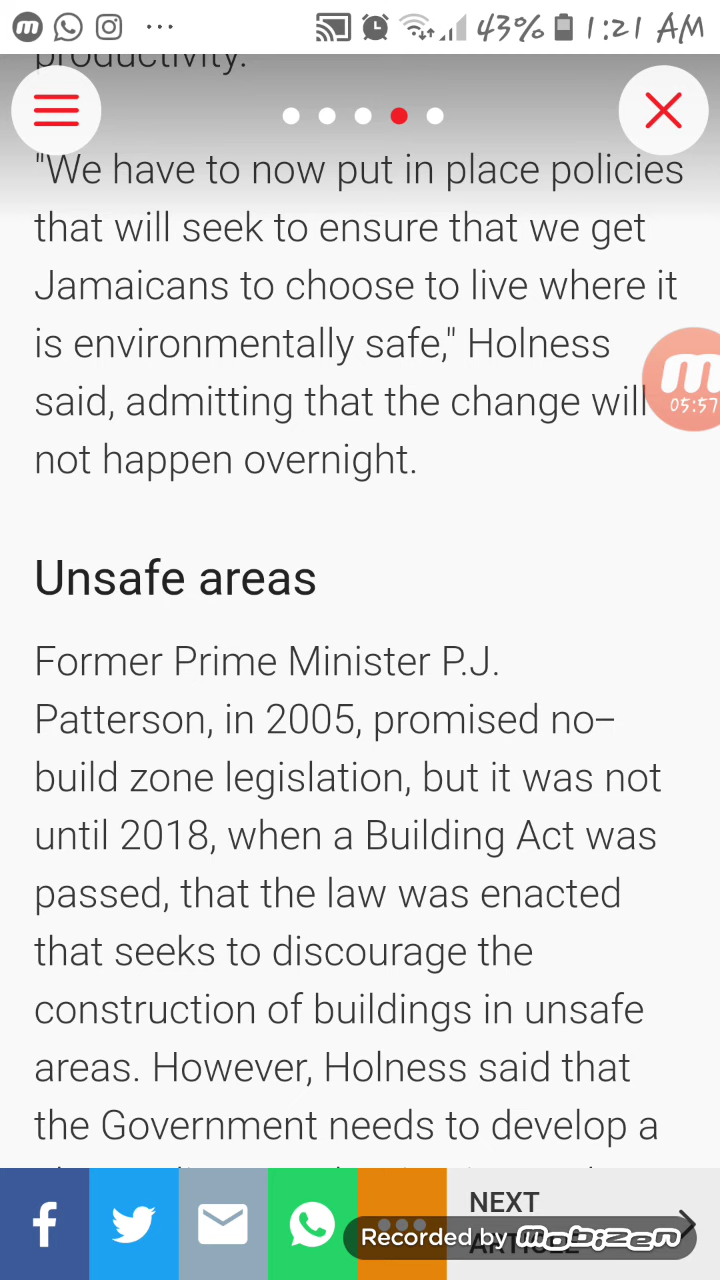 43% 1:21 AM
productivity.
"We have to now put in place policies
that will seek to ensure that we get
Jamaicans to choose to live where it
is environmentally safe," Holness
said, admitting that the change will
not happen overnight.
05:57
Unsafe areas
Former Prime Minister P.J.
Patterson, in 2005, promised no–
build zone legislation, but it was not
until 2018, when a Building Act was
passed, that the law was enacted
that seeks to discourage the
construction of buildings in unsafe
areas. However, Holness said that
the Government needs to develop a
NEXT
ARTICLE
Recorded by mobizen